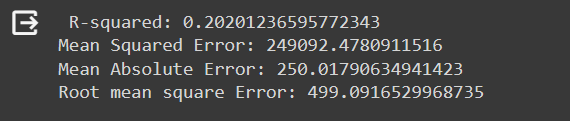 R-squared: 0.20201236595772343
Mean Squared Error: 249092.4780911516
Mean Absolute Error: 250.01790634941423
Root mean square Error: 499.0916529968735